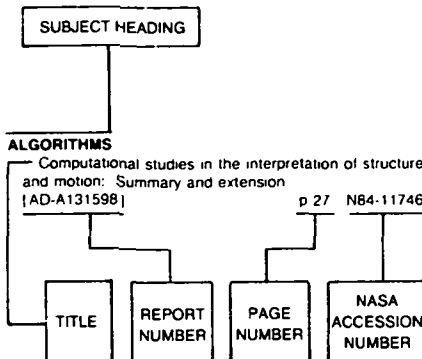 SUBJECT HEADING
ALGORITHMS
Computational studies in the interpretation of structure
and motion: Summary and extension
[AD-A131598] p 27 N84-11746
TITLE
REPORT
NUMBER
PAGE
NUMBER
NASA
ACCESSION
NUMBER